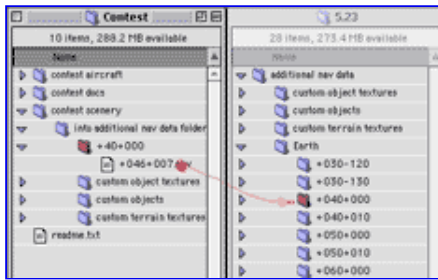 Contest
10 items, 288.2 MB available
Name
contest aircraft
contest docs
contest scenery
into additional nav data folder
+40+000
+046+007
custom object textures
custom objects
custom terrain textures
readme.txt
5.23
28 items, 273.4 MB available
Name
additional nav data
custom object textures
custom objects
custom terrain textures
Earth
+030-120
+030-130
+040+000
+040+010
+050+000
+050+010
+060+000